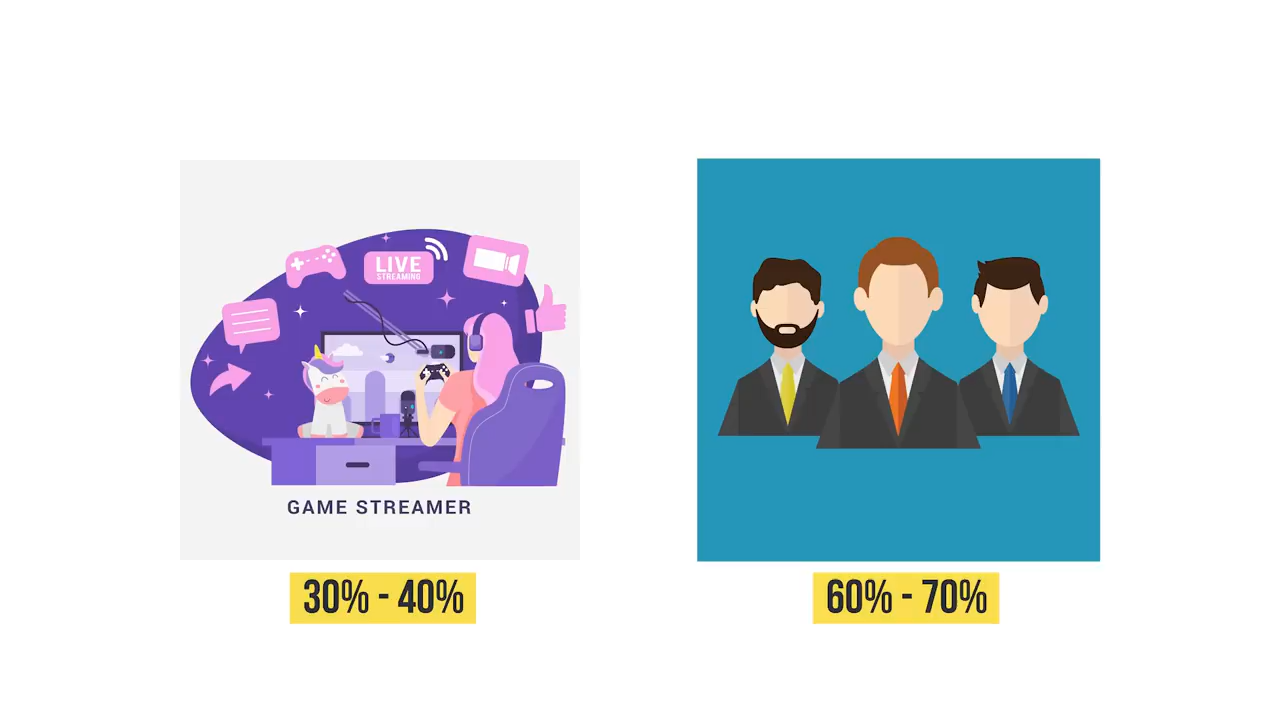 LIVE
STREAMING
GAME STREAMER
30% - 40%
60% - 70%